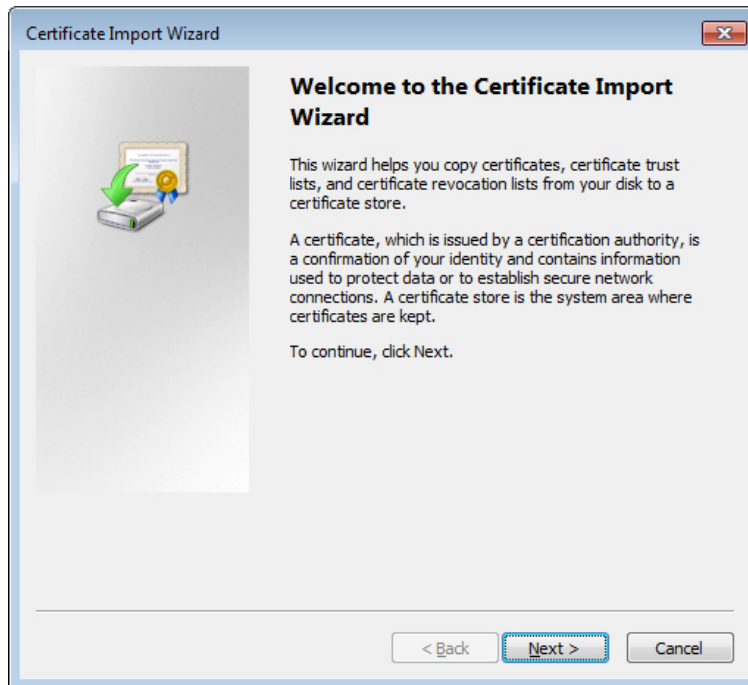 Certificate Import Wizard
Welcome to the Certificate Import
Wizard
This wizard helps you copy certificates, certificate trust
lists, and certificate revocation lists from your disk to a
certificate store.
A certificate, which is issued by a certification authority, is
a confirmation of your identity and contains information
used to protect data or to establish secure network
connections. A certificate store is the system area where
certificates are kept.
To continue, click Next.
< Back
Next >
Cancel